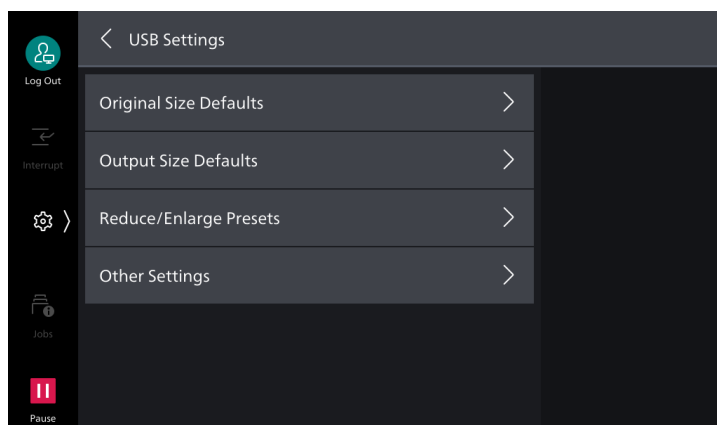 USB Settings
Log Out
Original Size Defaults
Interrupt
Output Size Defaults
Reduce/Enlarge Presets
Other Settings
Jobs
Pause